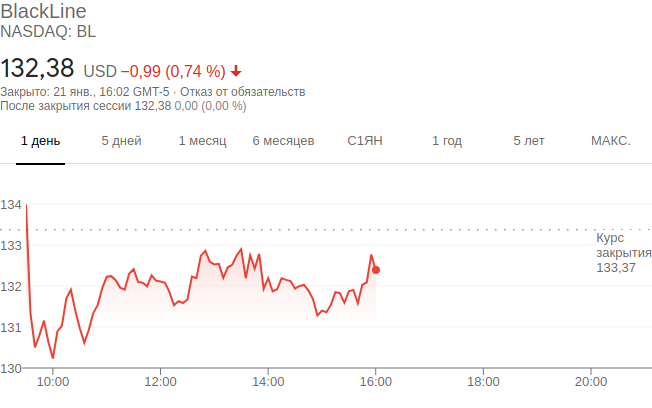 BlackLine
NASDAQ: BL
132,38 USD −0,99 (0,74 %)
Закрыто: 21 янв., 16:02 GMT-5 · Отказ от обязательств
После закрытия сессии 132,38 0,00 (0,00 %)
1 день 5 дней 1 месяц 6 месяцев С1ЯН 1 год 5 лет МАКС.
134
133
132
131
130
Курс
закрытия
133,37
10:00 12:00 14:00 16:00 18:00 20:00